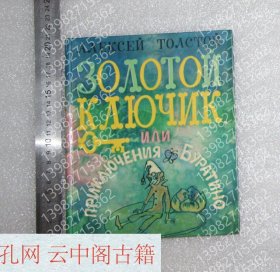 АЛЕКСЕЙ ТОЛСТОЙ
ЗОЛОТОЙ
КЛЮЧИК
ИЛИ
ПРИКЛЮЧЕНИЯ БУРАТИНО
孔网 云中阁古籍